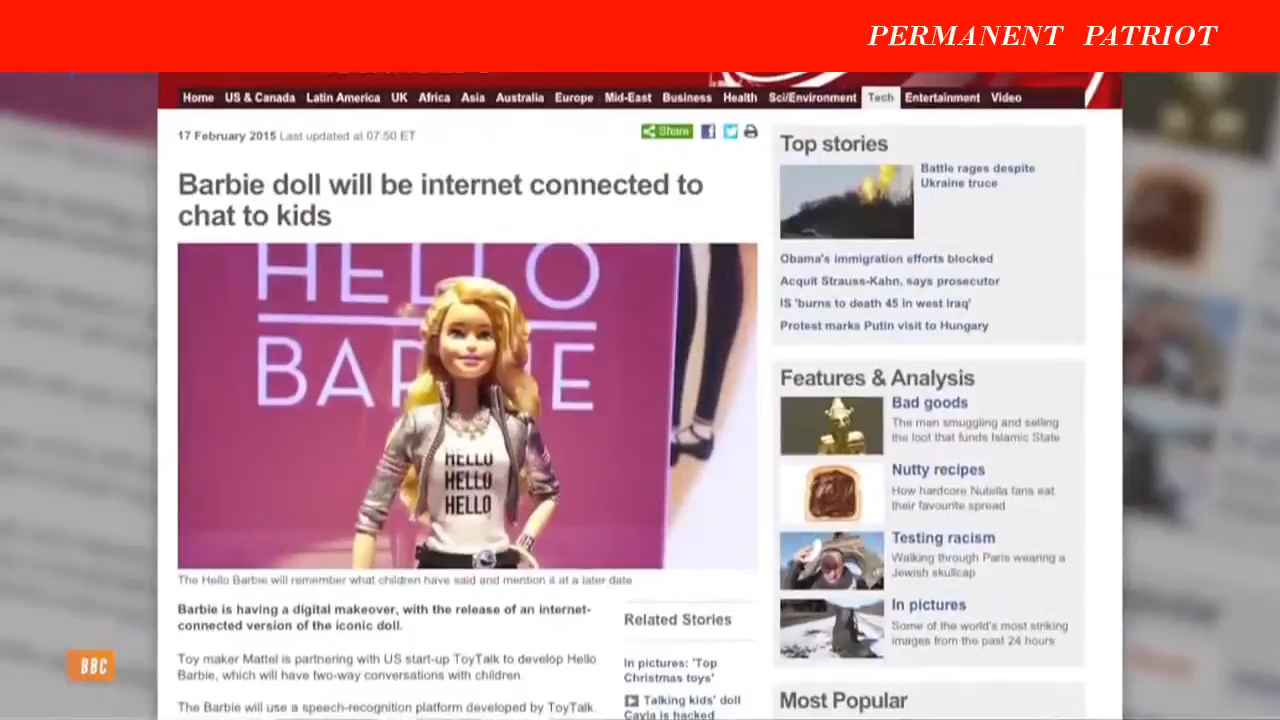 PERMANENT PATRIOT
Home US & Canada Latin America UK Africa Asia Australia Europe Mid-East Business Health Sci/Environment Tech Entertainment Video
17 February 2015 Last updated at 07:50 ET
Share
Barbie doll will be internet connected to
chat to kids
HELLO
BAR IE
HELLO
HELLO
HELLO
The Hello Barbie will remember what children have said and mention it at a later date
Barbie is having a digital makeover, with the release of an internet-
connected version of the iconic doll.
Toy maker Mattel is partnering with US start-up ToyTalk to develop Hello
Barbie, which will have two-way conversations with children.
The Barbie will use a speech-recognition platform developed by ToyTalk.
Related Stories
In pictures: 'Top
Christmas toys'
Talking kids' doll
Cayla is hacked
Top stories
Battle rages despite
Ukraine truce
Obama's immigration efforts blocked
Acquit Strauss-Kahn, says prosecutor
IS 'burns to death 45 in west Iraq'
Protest marks Putin visit to Hungary
Features & Analysis
Bad goods
The men smuggling and selling
the loot that funds Islamic State
Nutty recipes
How hardcore Nutella fans eat
their favourite spread
Testing racism
Walking through Paris wearing a
Jewish skullcap
In pictures
Some of the world's most striking
images from the past 24 hours
Most Popular
BBC